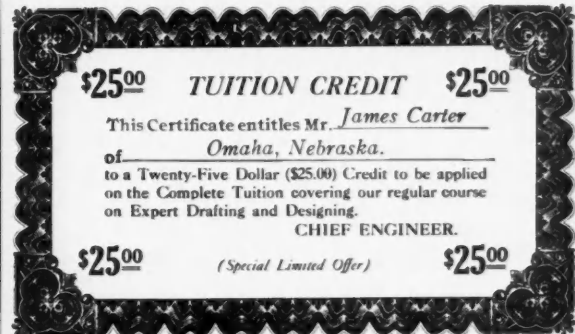 $25.00 TUITION CREDIT $25.00
This Certificate entitles Mr. James Carter
of Omaha, Nebraska.
to a Twenty-Five Dollar ($25.00) Credit to be applied
on the Complete Tuition covering our regular course
on Expert Drafting and Designing.
CHIEF ENGINEER.
$25.00 (Special Limited Offer) $25.00